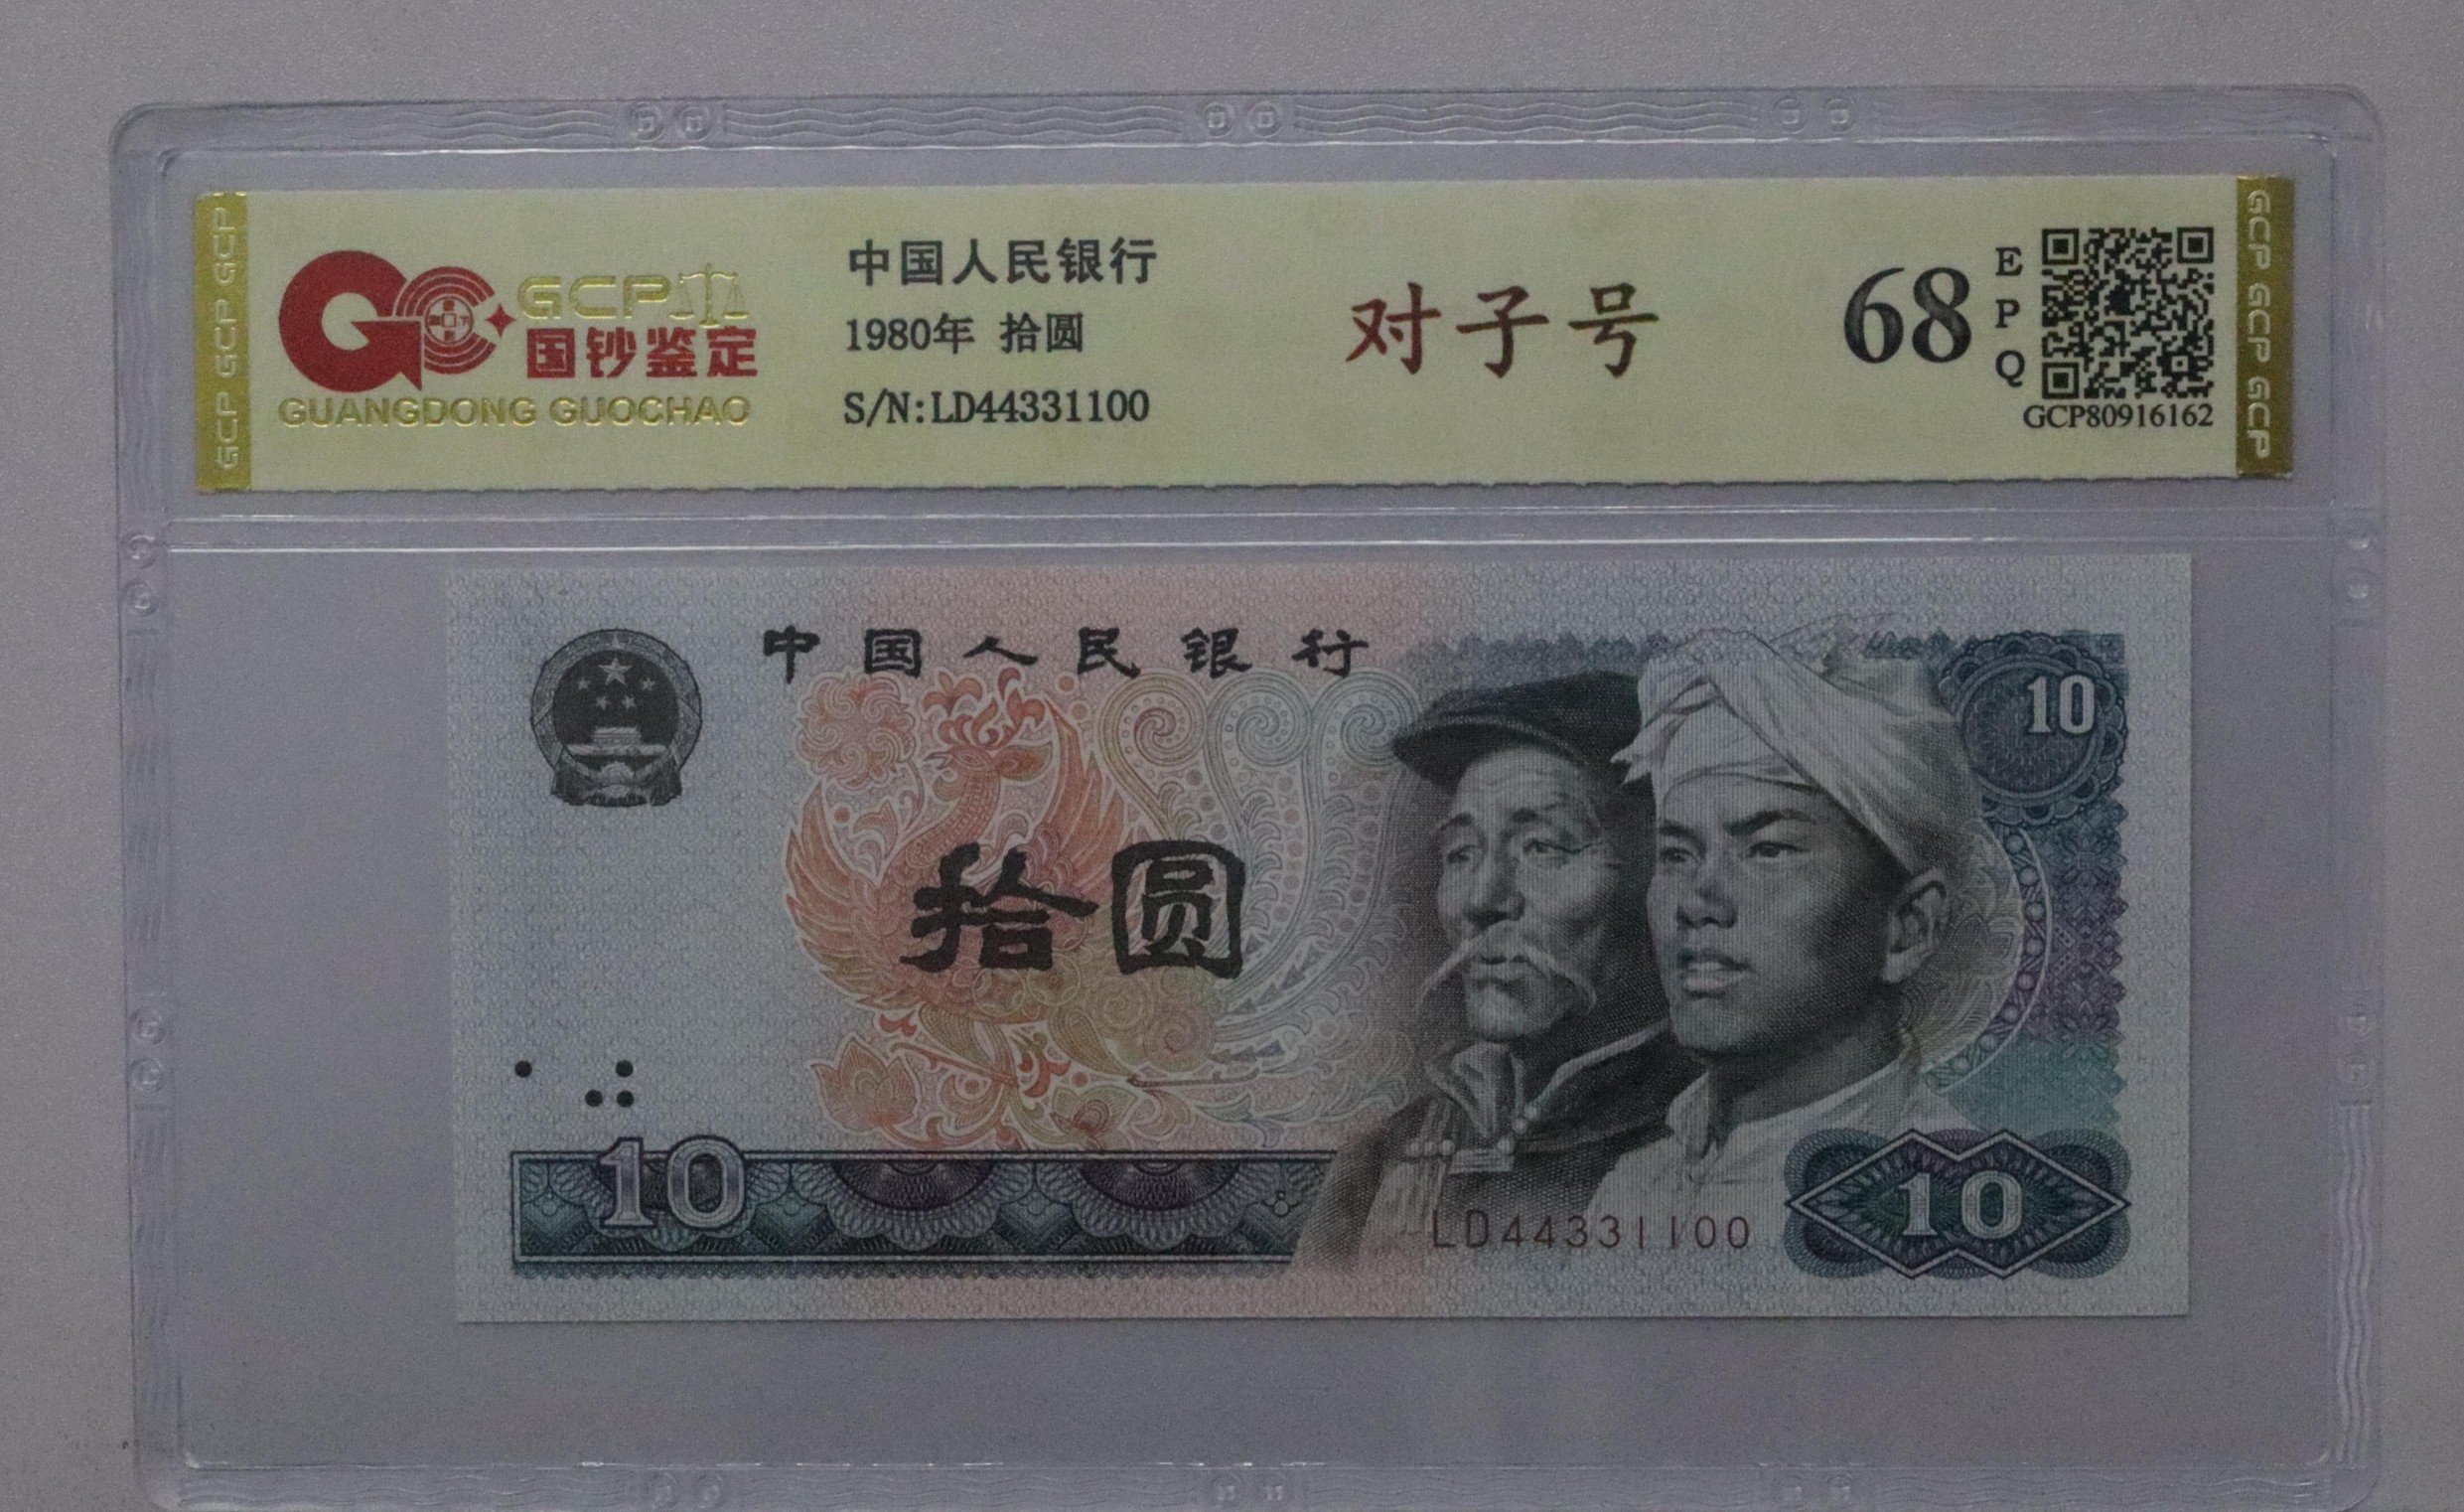 GCP
国钞鉴定
GUANGDONG GUOCHAO
中国人民银行
1980年 拾圆
S/N:LD44331100
对子号
68
E
P
Q
GCP80916162
GCP GCP GCP
GCP GCP GCP
中国人民银行
10
拾圆
10
LD44331100
10